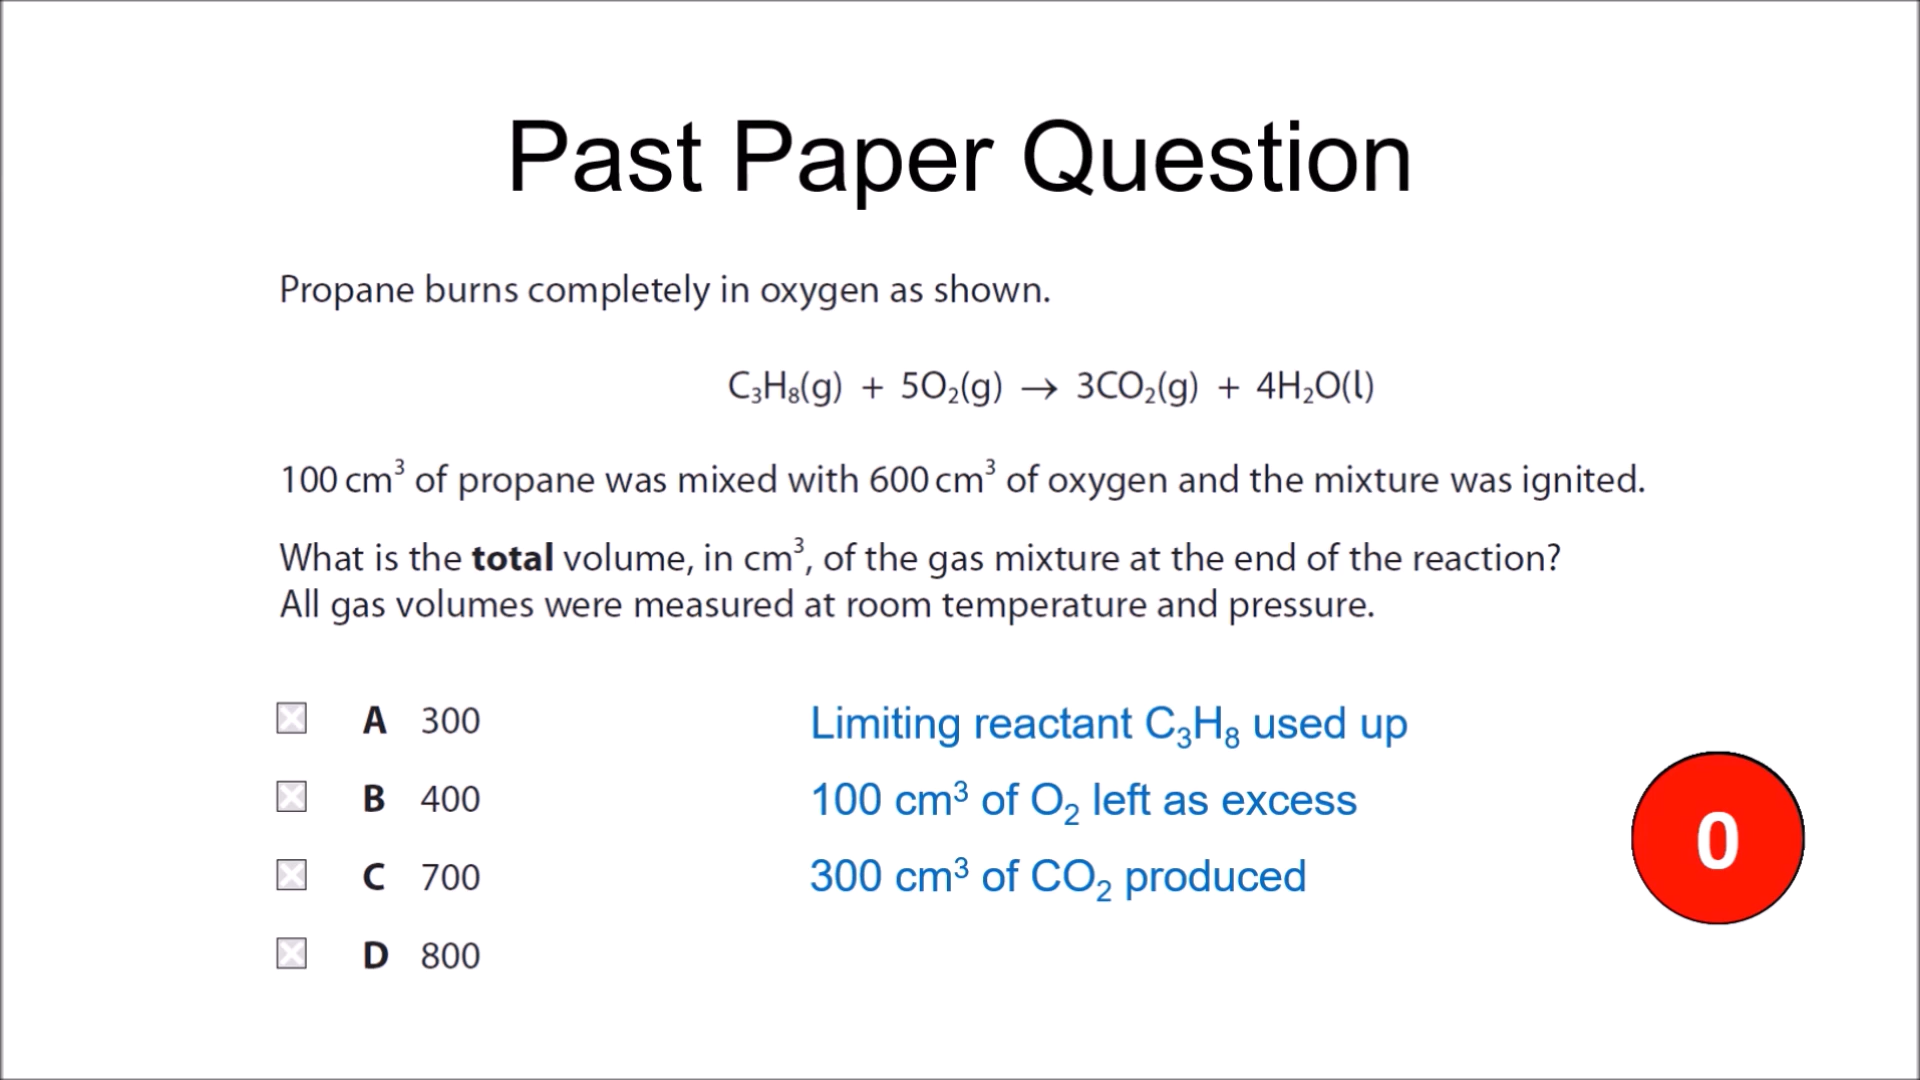 Past Paper Question
Propane burns completely in oxygen as shown.
C₃H₈(g) + 5O₂(g) → 3CO₂(g) + 4H₂O(l)
100 cm³ of propane was mixed with 600 cm³ of oxygen and the mixture was ignited.
What is the total volume, in cm³, of the gas mixture at the end of the reaction?
All gas volumes were measured at room temperature and pressure.
A 300
B 400
C 700
D 800
Limiting reactant C₃H₈ used up
100 cm³ of O₂ left as excess
300 cm³ of CO₂ produced
0